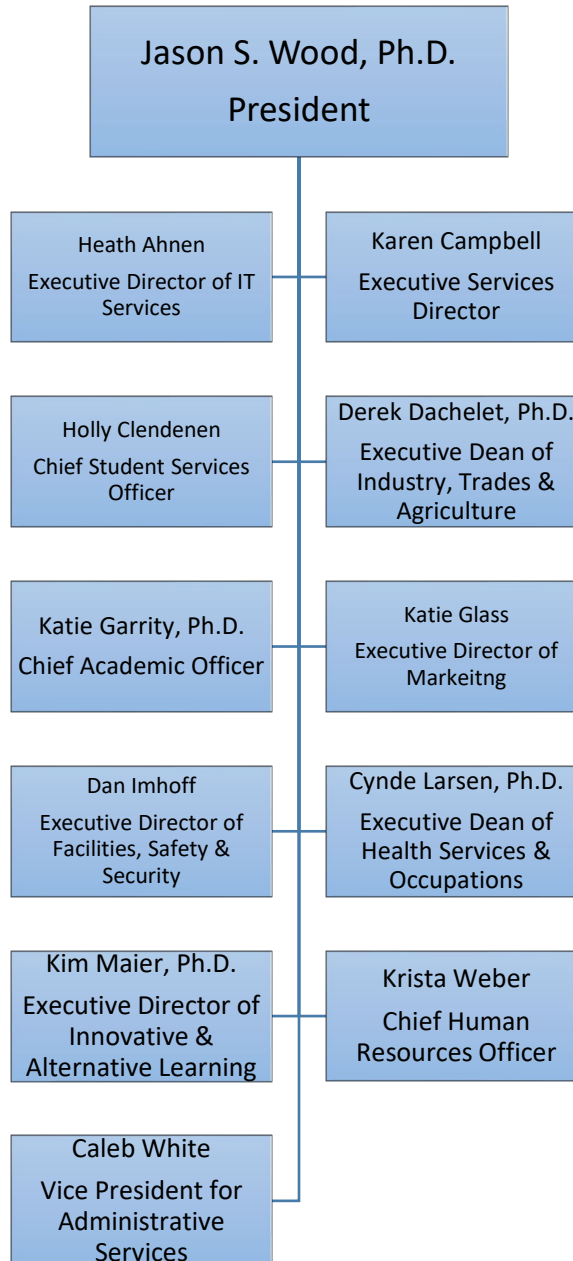 Jason S. Wood, Ph.D.
President
Heath Ahnen
Executive Director of IT
Services
Karen Campbell
Executive Services
Director
Holly Clendenen
Chief Student Services
Officer
Derek Dachelet, Ph.D.
Executive Dean of
Industry, Trades &
Agriculture
Katie Garrity, Ph.D.
Chief Academic Officer
Katie Glass
Executive Director of
Markeitng
Dan Imhoff
Executive Director of
Facilities, Safety &
Security
Cynde Larsen, Ph.D.
Executive Dean of
Health Services &
Occupations
Kim Maier, Ph.D.
Executive Director of
Innovative &
Alternative Learning
Krista Weber
Chief Human
Resources Officer
Caleb White
Vice President for
Administrative
Services